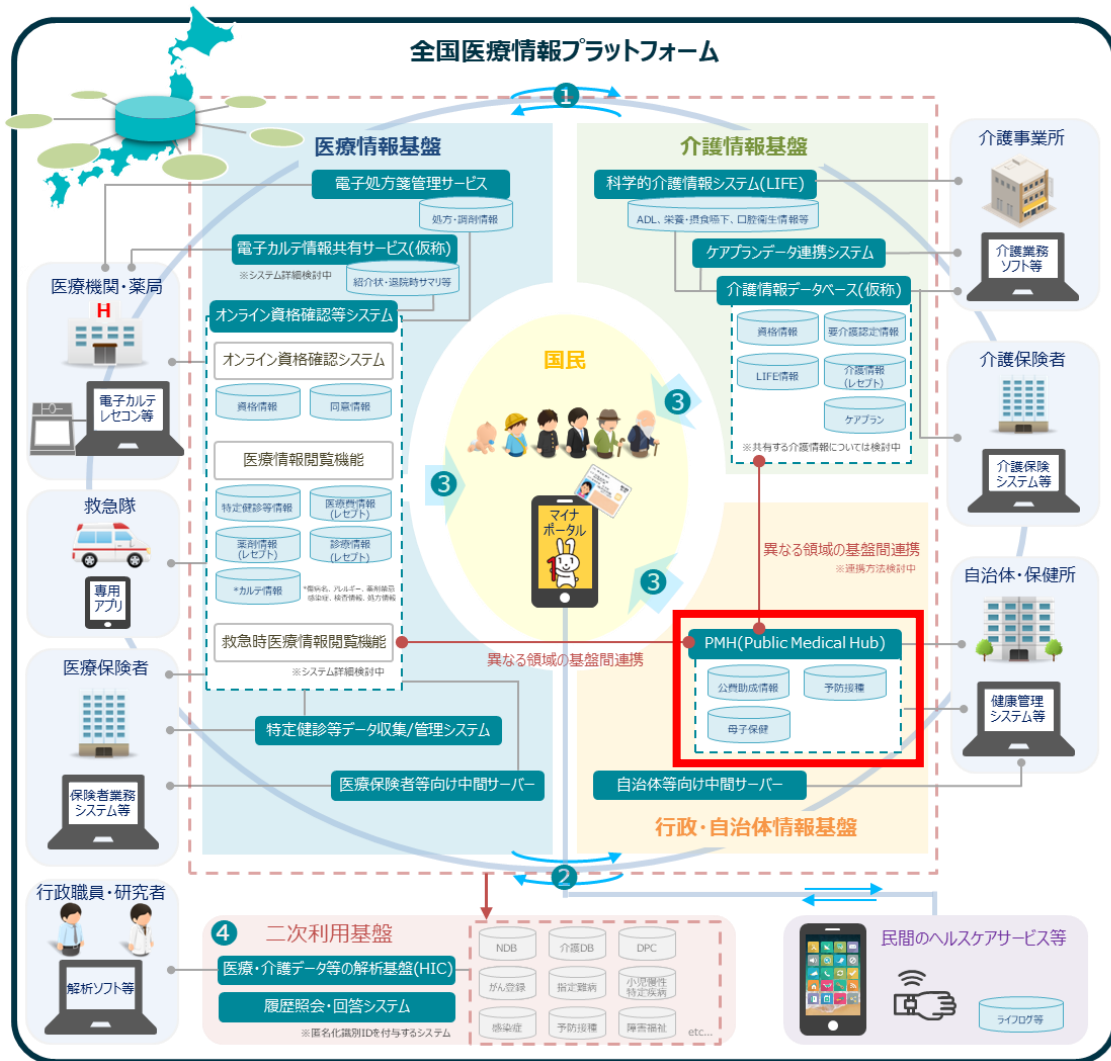 全国医療情報プラットフォーム
1
医療情報基盤
電子処方箋管理サービス
処方・調剤情報
電子カルテ情報共有サービス(仮称)
※システム詳細検討中
紹介状・退院時サマリ等
オンライン資格確認等システム
オンライン資格確認システム
資格情報
同意情報
医療情報閲覧機能
特定健診等情報
医療費情報
(レセプト)
薬剤情報
(レセプト)
診療情報
(レセプト)
*カルテ情報
*傷病名、アレルギー、薬剤禁忌
感染症、検査情報、処方情報
救急時医療情報閲覧機能
※システム詳細検討中
特定健診等データ収集/管理システム
医療保険者等向け中間サーバー
介護情報基盤
科学的介護情報システム(LIFE)
ADL、栄養・摂食嚥下、口腔衛生情報等
ケアプランデータ連携システム
介護情報データベース(仮称)
資格情報
要介護認定情報
LIFE情報
介護情報
(レセプト)
ケアプラン
※共有する介護情報については検討中
国民
3
3
3
マイナ
ポータル
異なる領域の基盤間連携
※連携方法検討中
異なる領域の基盤間連携
PMH(Public Medical Hub)
公費助成情報
予防接種
母子保健
自治体等向け中間サーバー
行政・自治体情報基盤
2
医療機関・薬局
H
電子カルテ
レセコン等
救急隊
専用
アプリ
医療保険者
保険者業務
システム等
行政職員・研究者
解析ソフト等
介護事業所
介護業務
ソフト等
介護保険者
介護保険
システム等
自治体・保健所
健康管理
システム等
4
二次利用基盤
医療・介護データ等の解析基盤(HIC)
履歴照会・回答システム
※匿名化識別IDを付与するシステム
NDB
介護DB
DPC
がん登録
指定難病
小児慢性
特定疾病
感染症
予防接種
障害福祉
etc...
民間のヘルスケアサービス等
ライフログ等